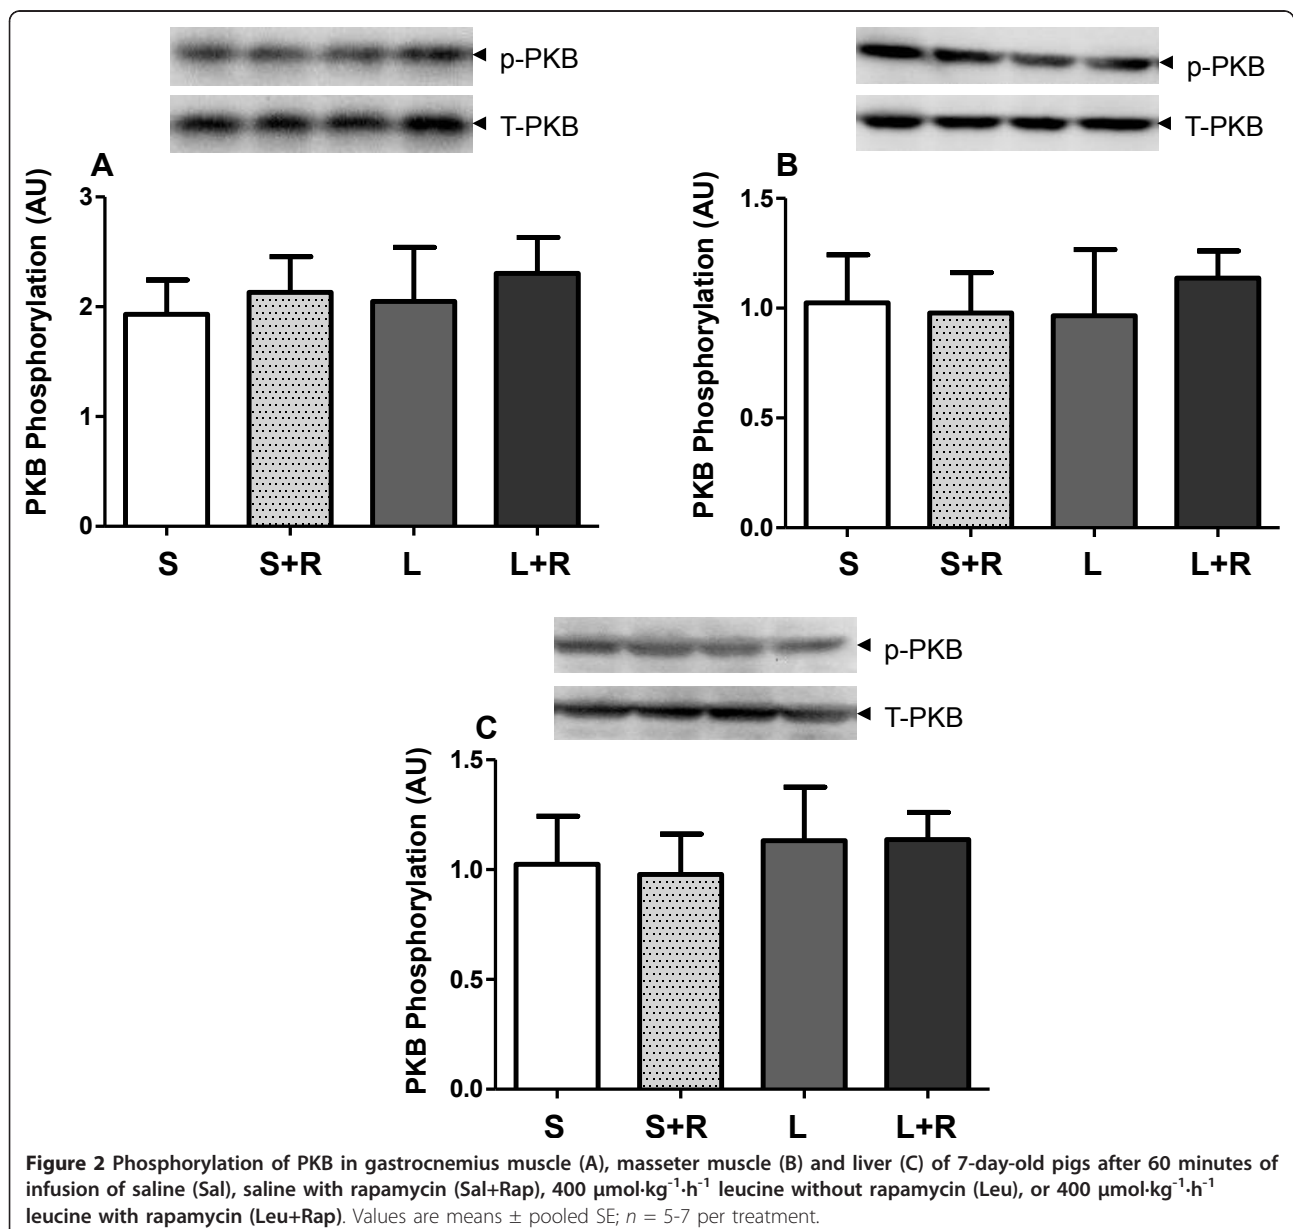 p-PKB
T-PKB
A
PKB Phosphorylation (AU)
3
2
1
0
S S+R L L+R
p-PKB
T-PKB
B
PKB Phosphorylation (AU)
1.5
1.0
0.5
0.0
S S+R L L+R
p-PKB
T-PKB
C
PKB Phosphorylation (AU)
1.5
1.0
0.5
0.0
S S+R L L+R
Figure 2 Phosphorylation of PKB in gastrocnemius muscle (A), masseter muscle (B) and liver (C) of 7-day-old pigs after 60 minutes of
infusion of saline (Sal), saline with rapamycin (Sal+Rap), 400 μmol·kg⁻¹·h⁻¹ leucine without rapamycin (Leu), or 400 μmol·kg⁻¹·h⁻¹
leucine with rapamycin (Leu+Rap). Values are means ± pooled SE; n = 5-7 per treatment.